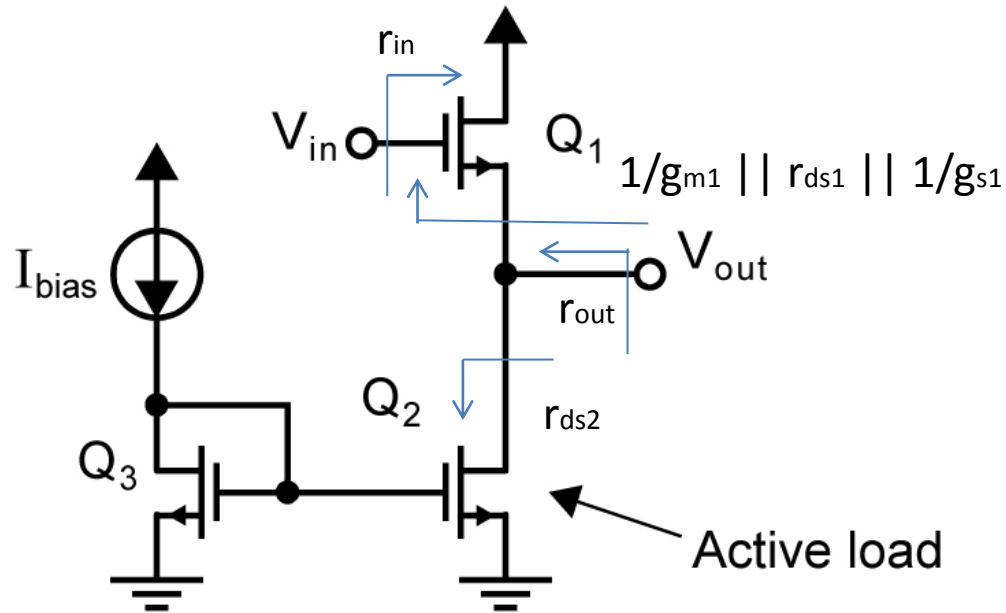 rin
Vin
Q1
1/gm1 || rds1 || 1/gs1
Vout
Ibias
rout
Q2
rds2
Q3
Active load